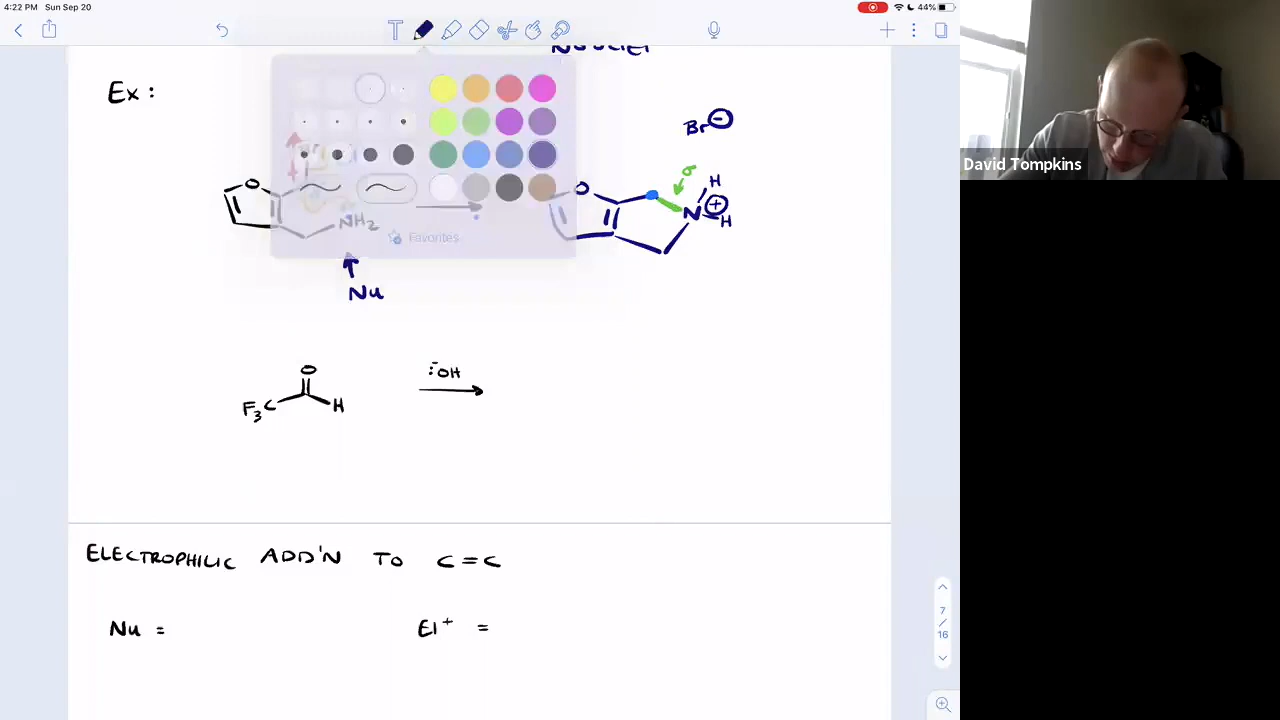 4:22 PM Sun Sep 20
44%
Ex:
Br⊖
σ
H
O
O
N⊕
H
NH2
Favorites
Nu
O
:OH
F3C
H
7
/
16
ELECTROPHILIC ADD'N TO C=C
Nu =
El+ =
David Tompkins